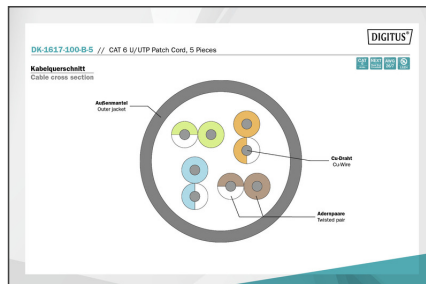 DIGITUS®
DK-1617-100-B-5 // CAT 6 U/UTP Patch Cord, 5 Pieces
Kabelquerschnitt
Cable cross section
Außenmantel
Outer jacket
Cu-Draht
Cu-Wire
Aderpaare
Twisted pair